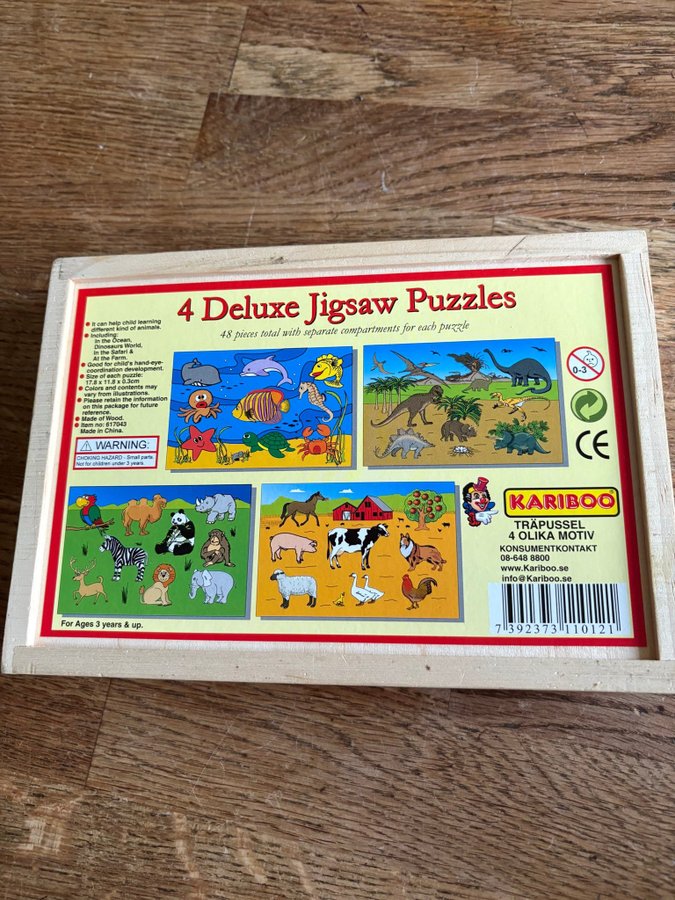 4 Deluxe Jigsaw Puzzles
48 pieces total with separate compartments for each puzzle
● It can help child learning
different kind of animals.
● Including:
In the Ocean,
Dinosaurs World,
In the Safari &
At the Farm.
● Good for child's hand-eye-
coordination development.
● Size of each puzzle:
17.8 x 11.8 x 0.3cm
● Colors and contents may
vary from illustrations.
● Please retain the information
on this package for future
reference.
● Made of Wood.
● Item no: 617043
Made in China.
WARNING:
CHOKING HAZARD - Small parts.
Not for children under 3 years.
0-3
CE
For Ages 3 years & up.
KARIBOO
TRÄPUSSEL
4 OLIKA MOTIV
KONSUMENTKONTAKT
08-648 8800
www.Kariboo.se
info@Kariboo.se
7 392373 110121